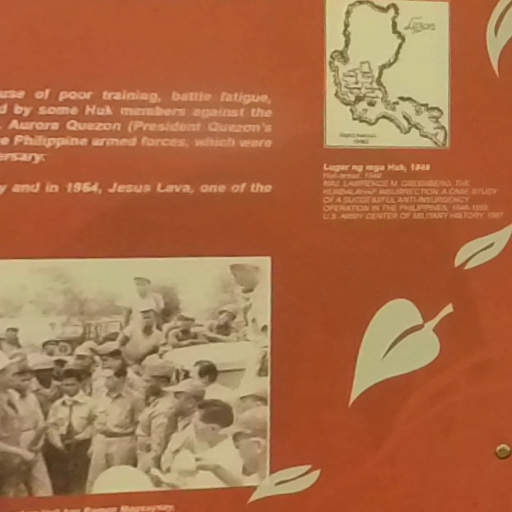 use of poor training, battle fatigue,
d by some Huk members against the
Aurora Quezon (President Quezon's
e Philippine armed forces, which were
ersary.
y and in 1964, Jesus Lava, one of the
Luzon
Lugar ng mga Huk, 1946
Huk areas, 1946
MAJ. LAWRENCE M. GREENBERG, THE
HUKBALAHAP INSURRECTION: A CASE STUDY
OF A SUCCESSFUL ANTI-INSURGENCY
OPERATION IN THE PHILIPPINES, 1946-1955
U.S. ARMY CENTER OF MILITARY HISTORY, 1987
Ramon Magsaysay.